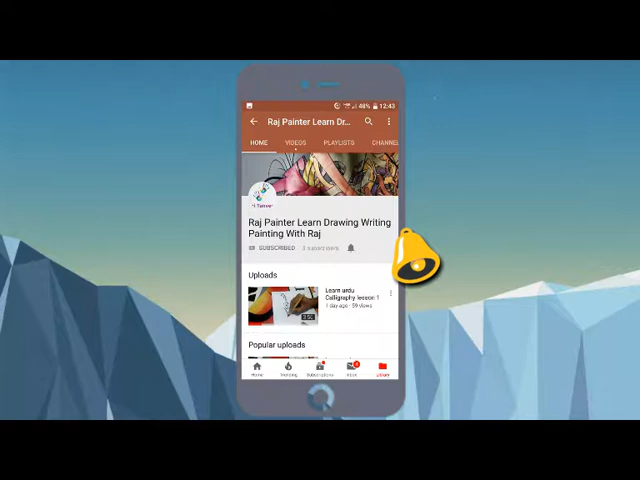 48% 12:43
Raj Painter Learn Dr...
HOME VIDEOS PLAYLISTS CHANNEL
Raj Painter Learn Drawing Writing
Painting With Raj
SUBSCRIBED 3 subscribers
Uploads
Learn urdu
Calligraphy lesson 1
1 day ago · 59 views
Popular uploads
Home Trending Subscriptions Library